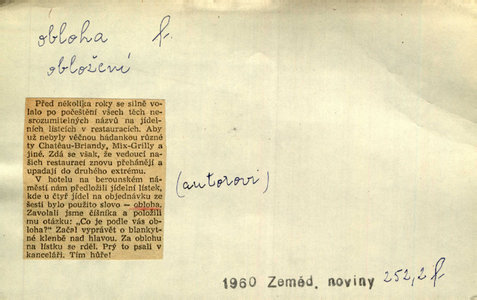 obloha f.
obložení
Před několika roky se silně vo-
lalo po počeštění všech těch ne-
srozumitelných názvů na jídel-
ních lístcích v restauracích. Aby
už nebyly věčnou hádankou různé
ty Chatêau-Briandy, Mix-Grilly a
jiné. Zdá se však, že vedoucí na-
šich restaurací znovu přehánějí a
upadají do druhého extrému.
V hotelu na berounském ná-
městí nám předložili jídelní lístek,
kde u čtyř jídel na objednávku ze
šesti bylo použito slovo — obloha.
Zavolali jsme číšníka a položili
mu otázku: „Co je podle vás ob-
loha?“ Začal vyprávět o blankyt-
né klenbě nad hlavou. Za oblohu
na lístku se rděl. Prý to psali v
kanceláři. Tím hůře!
(autorovi)
1960 Zeměd. noviny 252,2 f